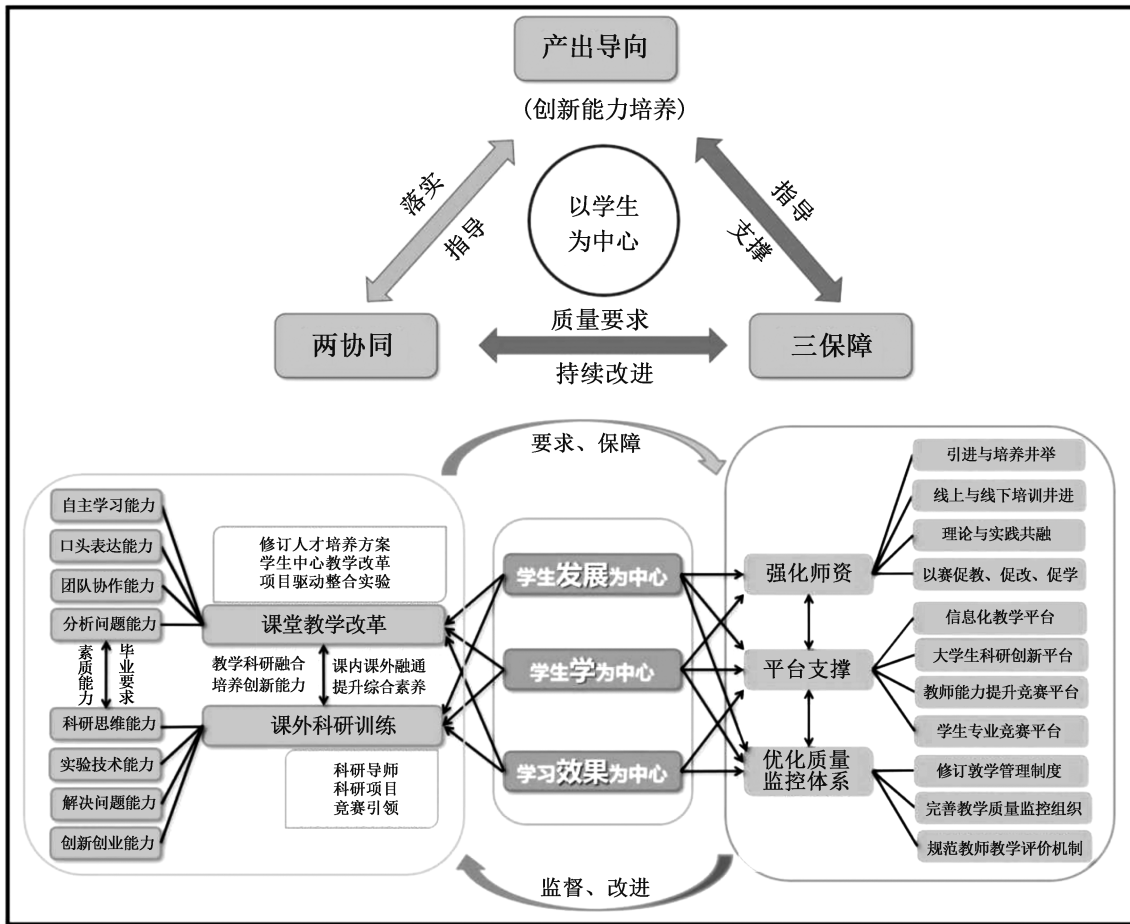 产出导向
(创新能力培养)
落实
指导
指导
支撑
以学生
为中心
两协同
质量要求
持续改进
三保障
要求、保障
自主学习能力
口头表达能力
团队协作能力
分析问题能力
素质能力
毕业要求
科研思维能力
实验技术能力
解决问题能力
创新创业能力
修订人才培养方案
学生中心教学改革
项目驱动整合实验
课堂教学改革
教学科研融合
培养创新能力
课内课外融通
提升综合素养
课外科研训练
科研导师
科研项目
竞赛引领
学生发展为中心
学生学为中心
学习效果为中心
强化师资
平台支撑
优化质量
监控体系
引进与培养井举
线上与线下培训井进
理论与实践共融
以赛促教、促改、促学
信息化教学平台
大学生科研创新平台
教师能力提升竞赛平台
学生专业竞赛平台
修订教学管理制度
完善教学质量监控组织
规范教师教学评价机制
监督、改进